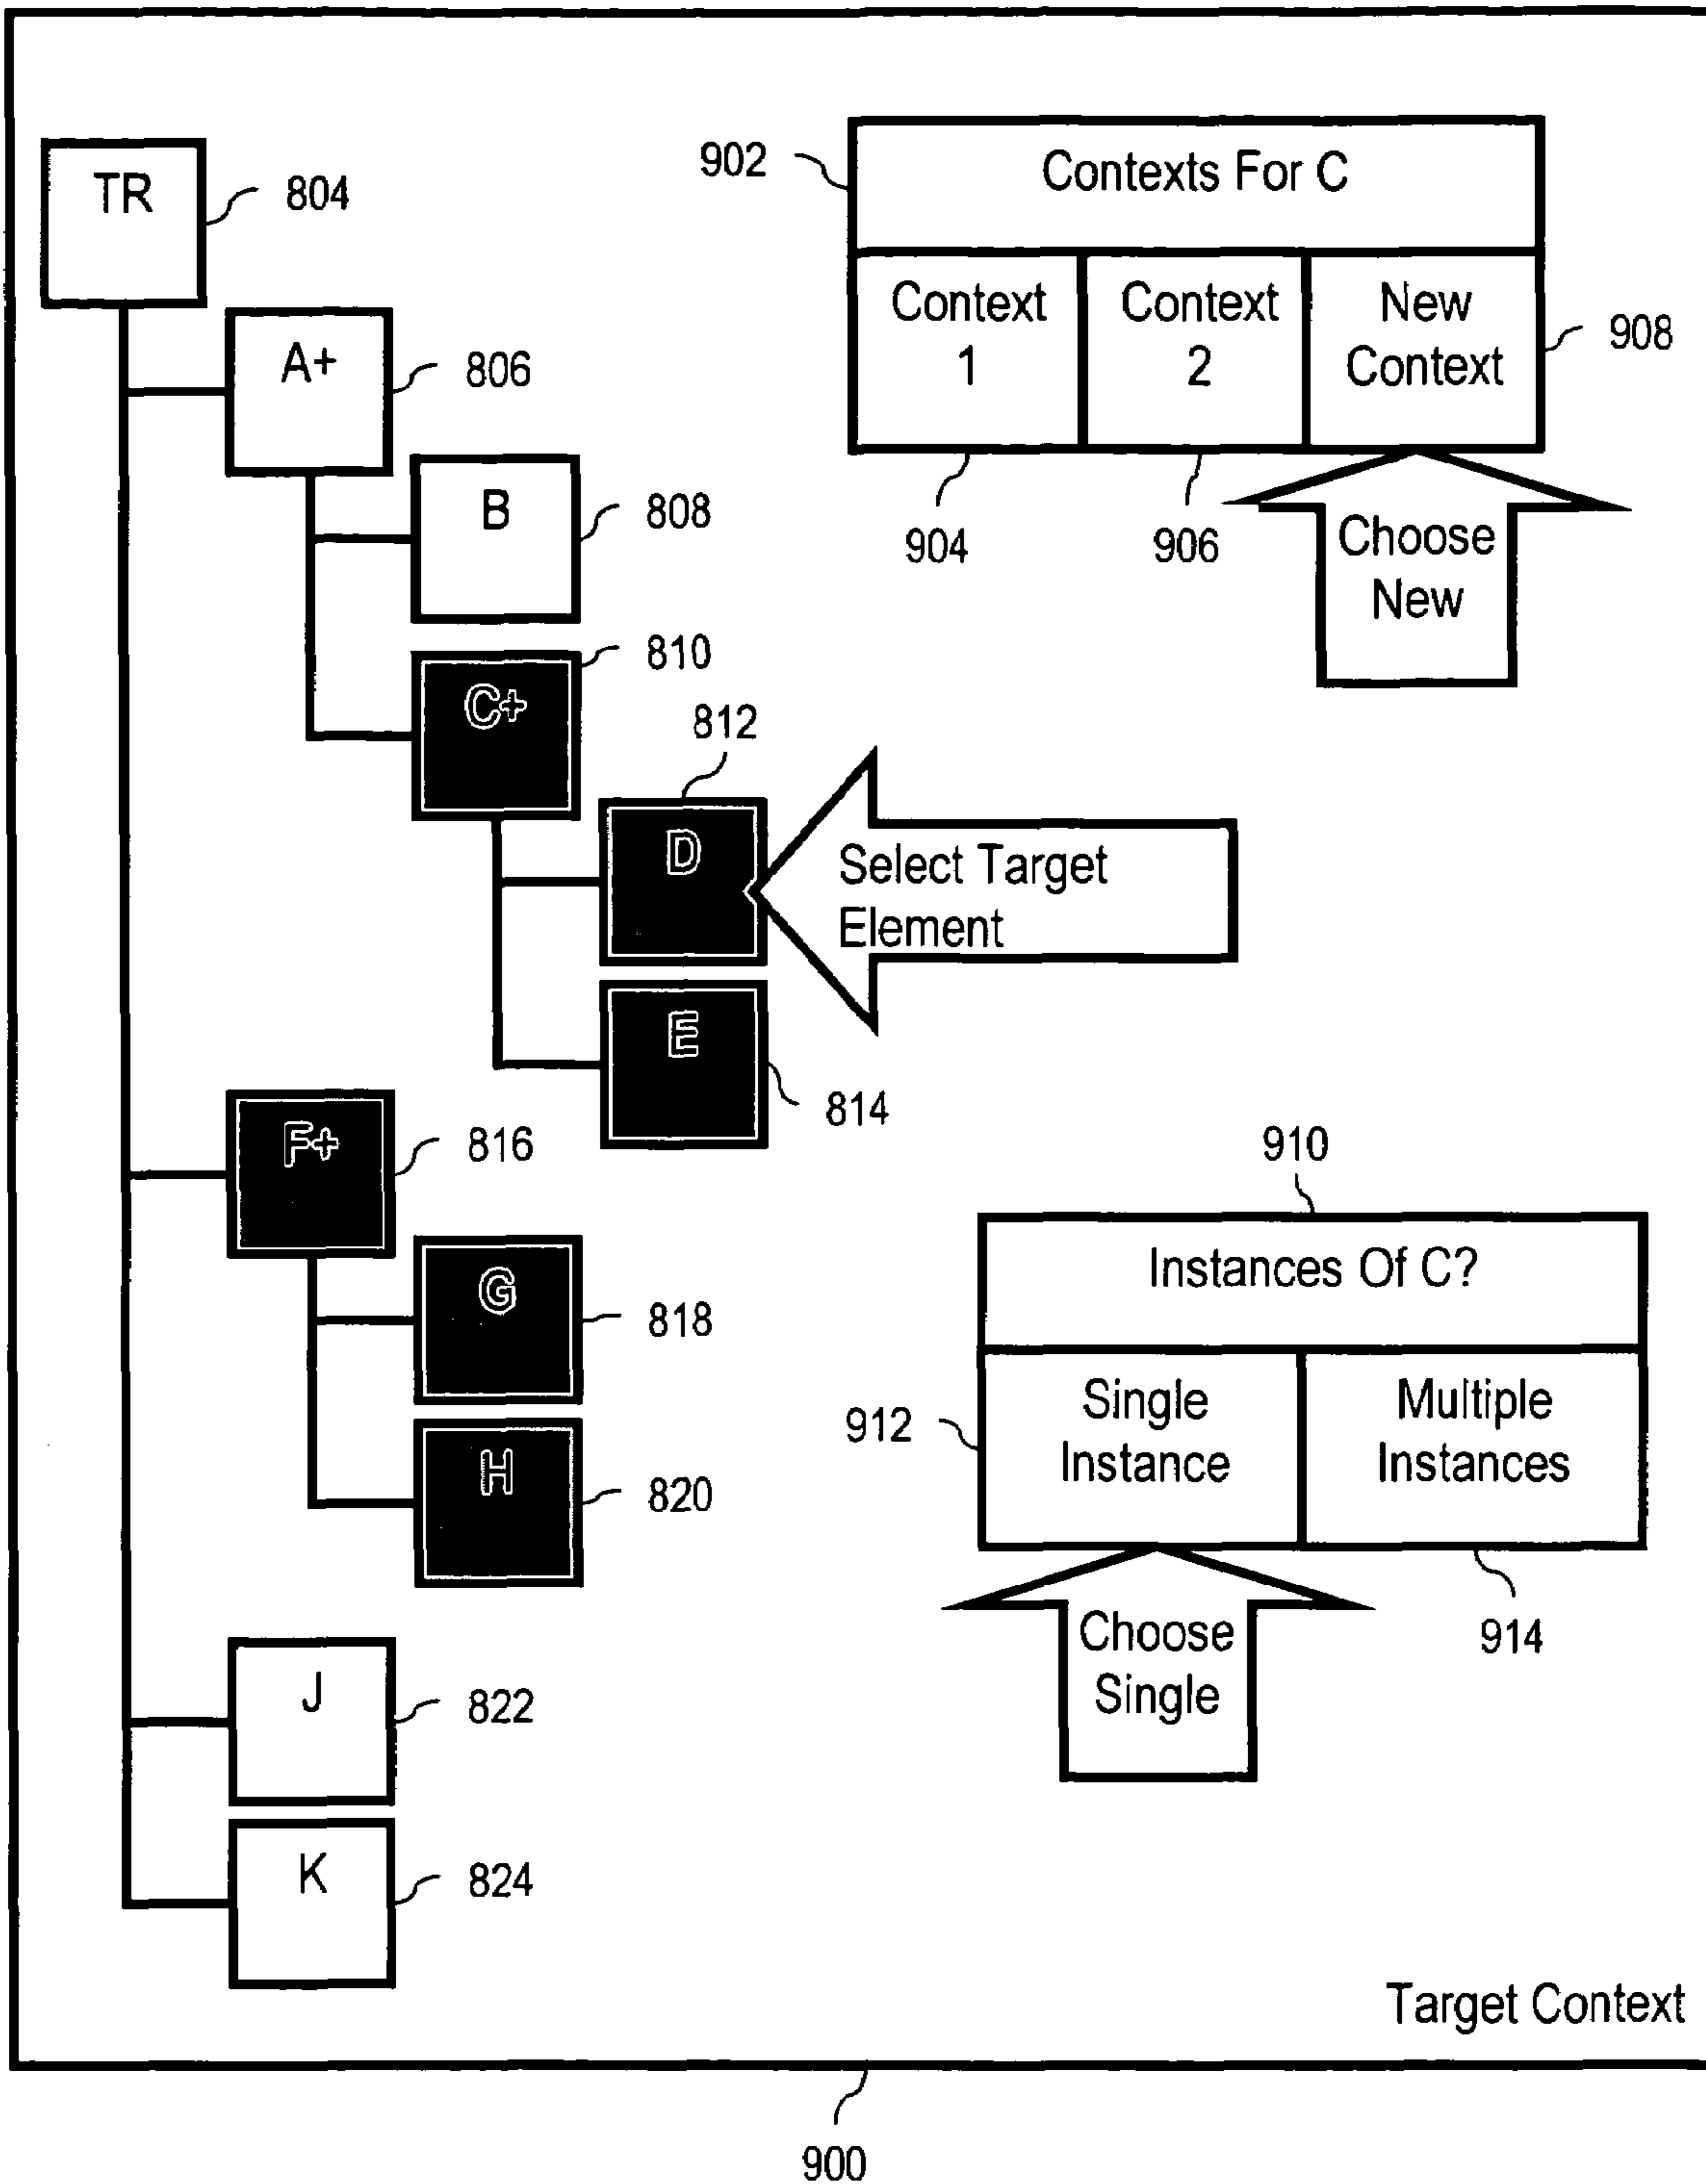 TR
804
A+
806
B
808
810
C+
812
D
E
814
F+
816
G
818
H
820
J
822
K
824
902
Contexts For C
Context
1
Context
2
New
Context
908
904
906
Choose
New
Select Target
Element
910
Instances Of C?
912
Single
Instance
Multiple
Instances
914
Choose
Single
Target Context
900